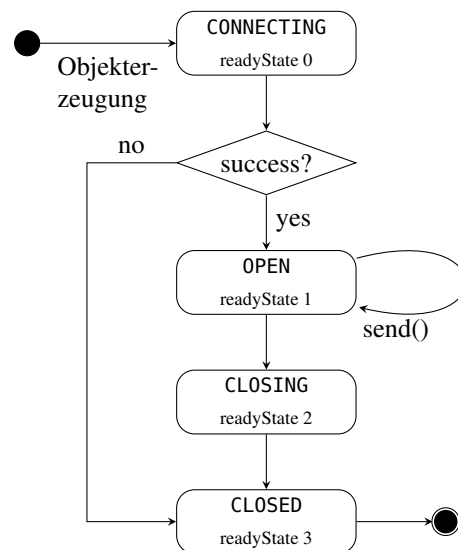 CONNECTING
readyState 0
Objekter-
zeugung
no
success?
yes
OPEN
readyState 1
send()
CLOSING
readyState 2
CLOSED
readyState 3